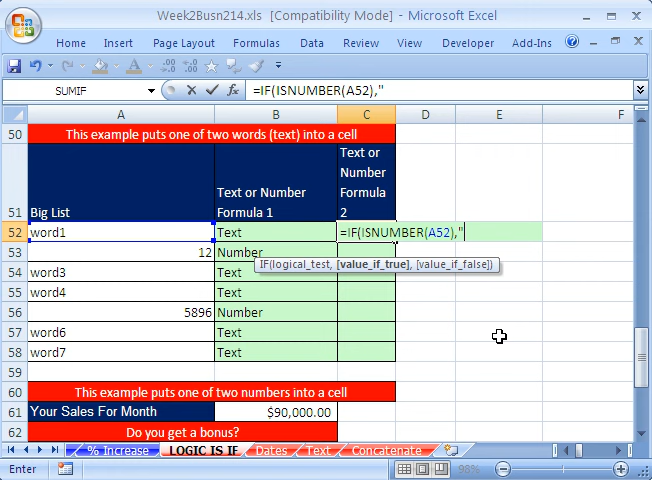 Week2Busn214.xls [Compatibility Mode] - Microsoft Excel
Home Insert Page Layout Formulas Data Review View Developer Add-Ins
SUMIF =IF(ISNUMBER(A52),"
A B C D E F
50 This example puts one of two words (text) into a cell
51 Big List Text or Number Formula 1 Text or Number Formula 2
52 word1 Text =IF(ISNUMBER(A52),"
53 12 Number
IF(logical_test, [value_if_true], [value_if_false])
54 word3 Text
55 word4 Text
56 5896 Number
57 word6 Text
58 word7 Text
59
60 This example puts one of two numbers into a cell
61 Your Sales For Month $90,000.00
62 Do you get a bonus?
% Increase LOGIC IS IF Dates Text Concatenate
Enter 98%